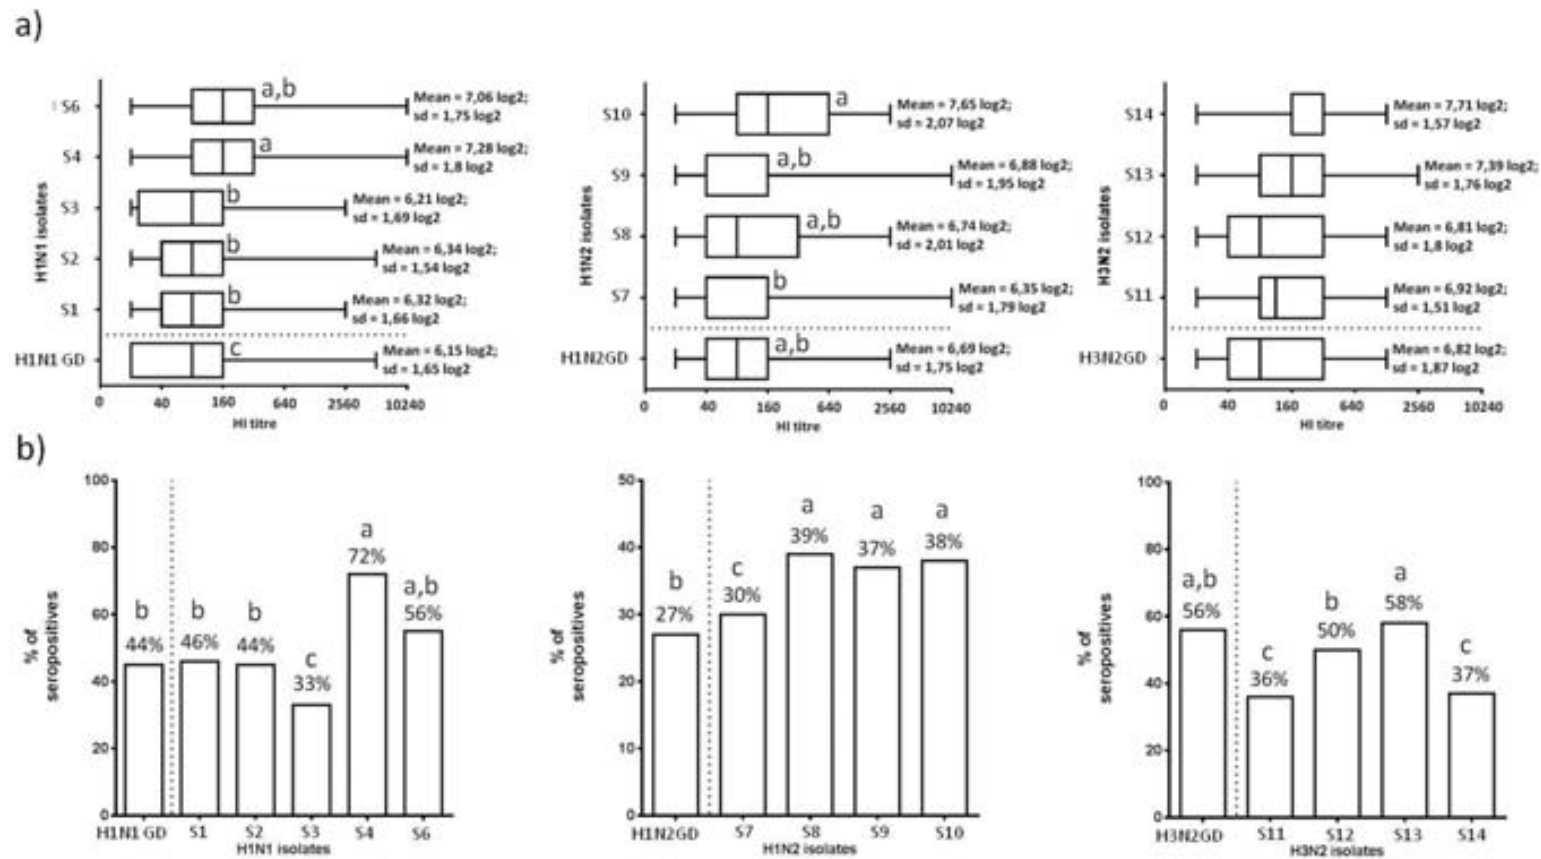 a)
S6
a,b
Mean = 7,06 log2;
sd = 1,75 log2
S4
a
Mean = 7,28 log2;
sd = 1,8 log2
S3
b
Mean = 6,21 log2;
sd = 1,69 log2
S2
b
Mean = 6,34 log2;
sd = 1,54 log2
S1
b
Mean = 6,32 log2;
sd = 1,66 log2
H1N1 GD
c
Mean = 6,15 log2;
sd = 1,65 log2
H1N1 isolates
0 40 160 640 2560 10240
HI titre
S10
a
Mean = 7,65 log2;
sd = 2,07 log2
S9
a,b
Mean = 6,88 log2;
sd = 1,95 log2
S8
a,b
Mean = 6,74 log2;
sd = 2,01 log2
S7
b
Mean = 6,35 log2;
sd = 1,79 log2
H1N2GD
a,b
Mean = 6,69 log2;
sd = 1,75 log2
H1N2 isolates
0 40 160 640 2560 10240
HI titre
S14
Mean = 7,71 log2;
sd = 1,57 log2
S13
Mean = 7,39 log2;
sd = 1,76 log2
S12
Mean = 6,81 log2;
sd = 1,8 log2
S11
Mean = 6,92 log2;
sd = 1,51 log2
H3N2GD
Mean = 6,82 log2;
sd = 1,87 log2
H3N2 isolates
0 40 160 640 2560 10240
HI titre
b)
% of
seropositives
100
80
60
40
20
0
b
44%
b
46%
b
44%
c
33%
a
72%
a,b
56%
H1N1 GD S1 S2 S3 S4 S6
H1N1 isolates
% of
seropositives
50
40
30
20
10
0
b
27%
c
30%
a
39%
a
37%
a
38%
H1N2GD S7 S8 S9 S10
H1N2 isolates
% of
seropositives
100
80
60
40
20
0
a,b
56%
c
36%
b
50%
a
58%
c
37%
H3N2GD S11 S12 S13 S14
H3N2 isolates